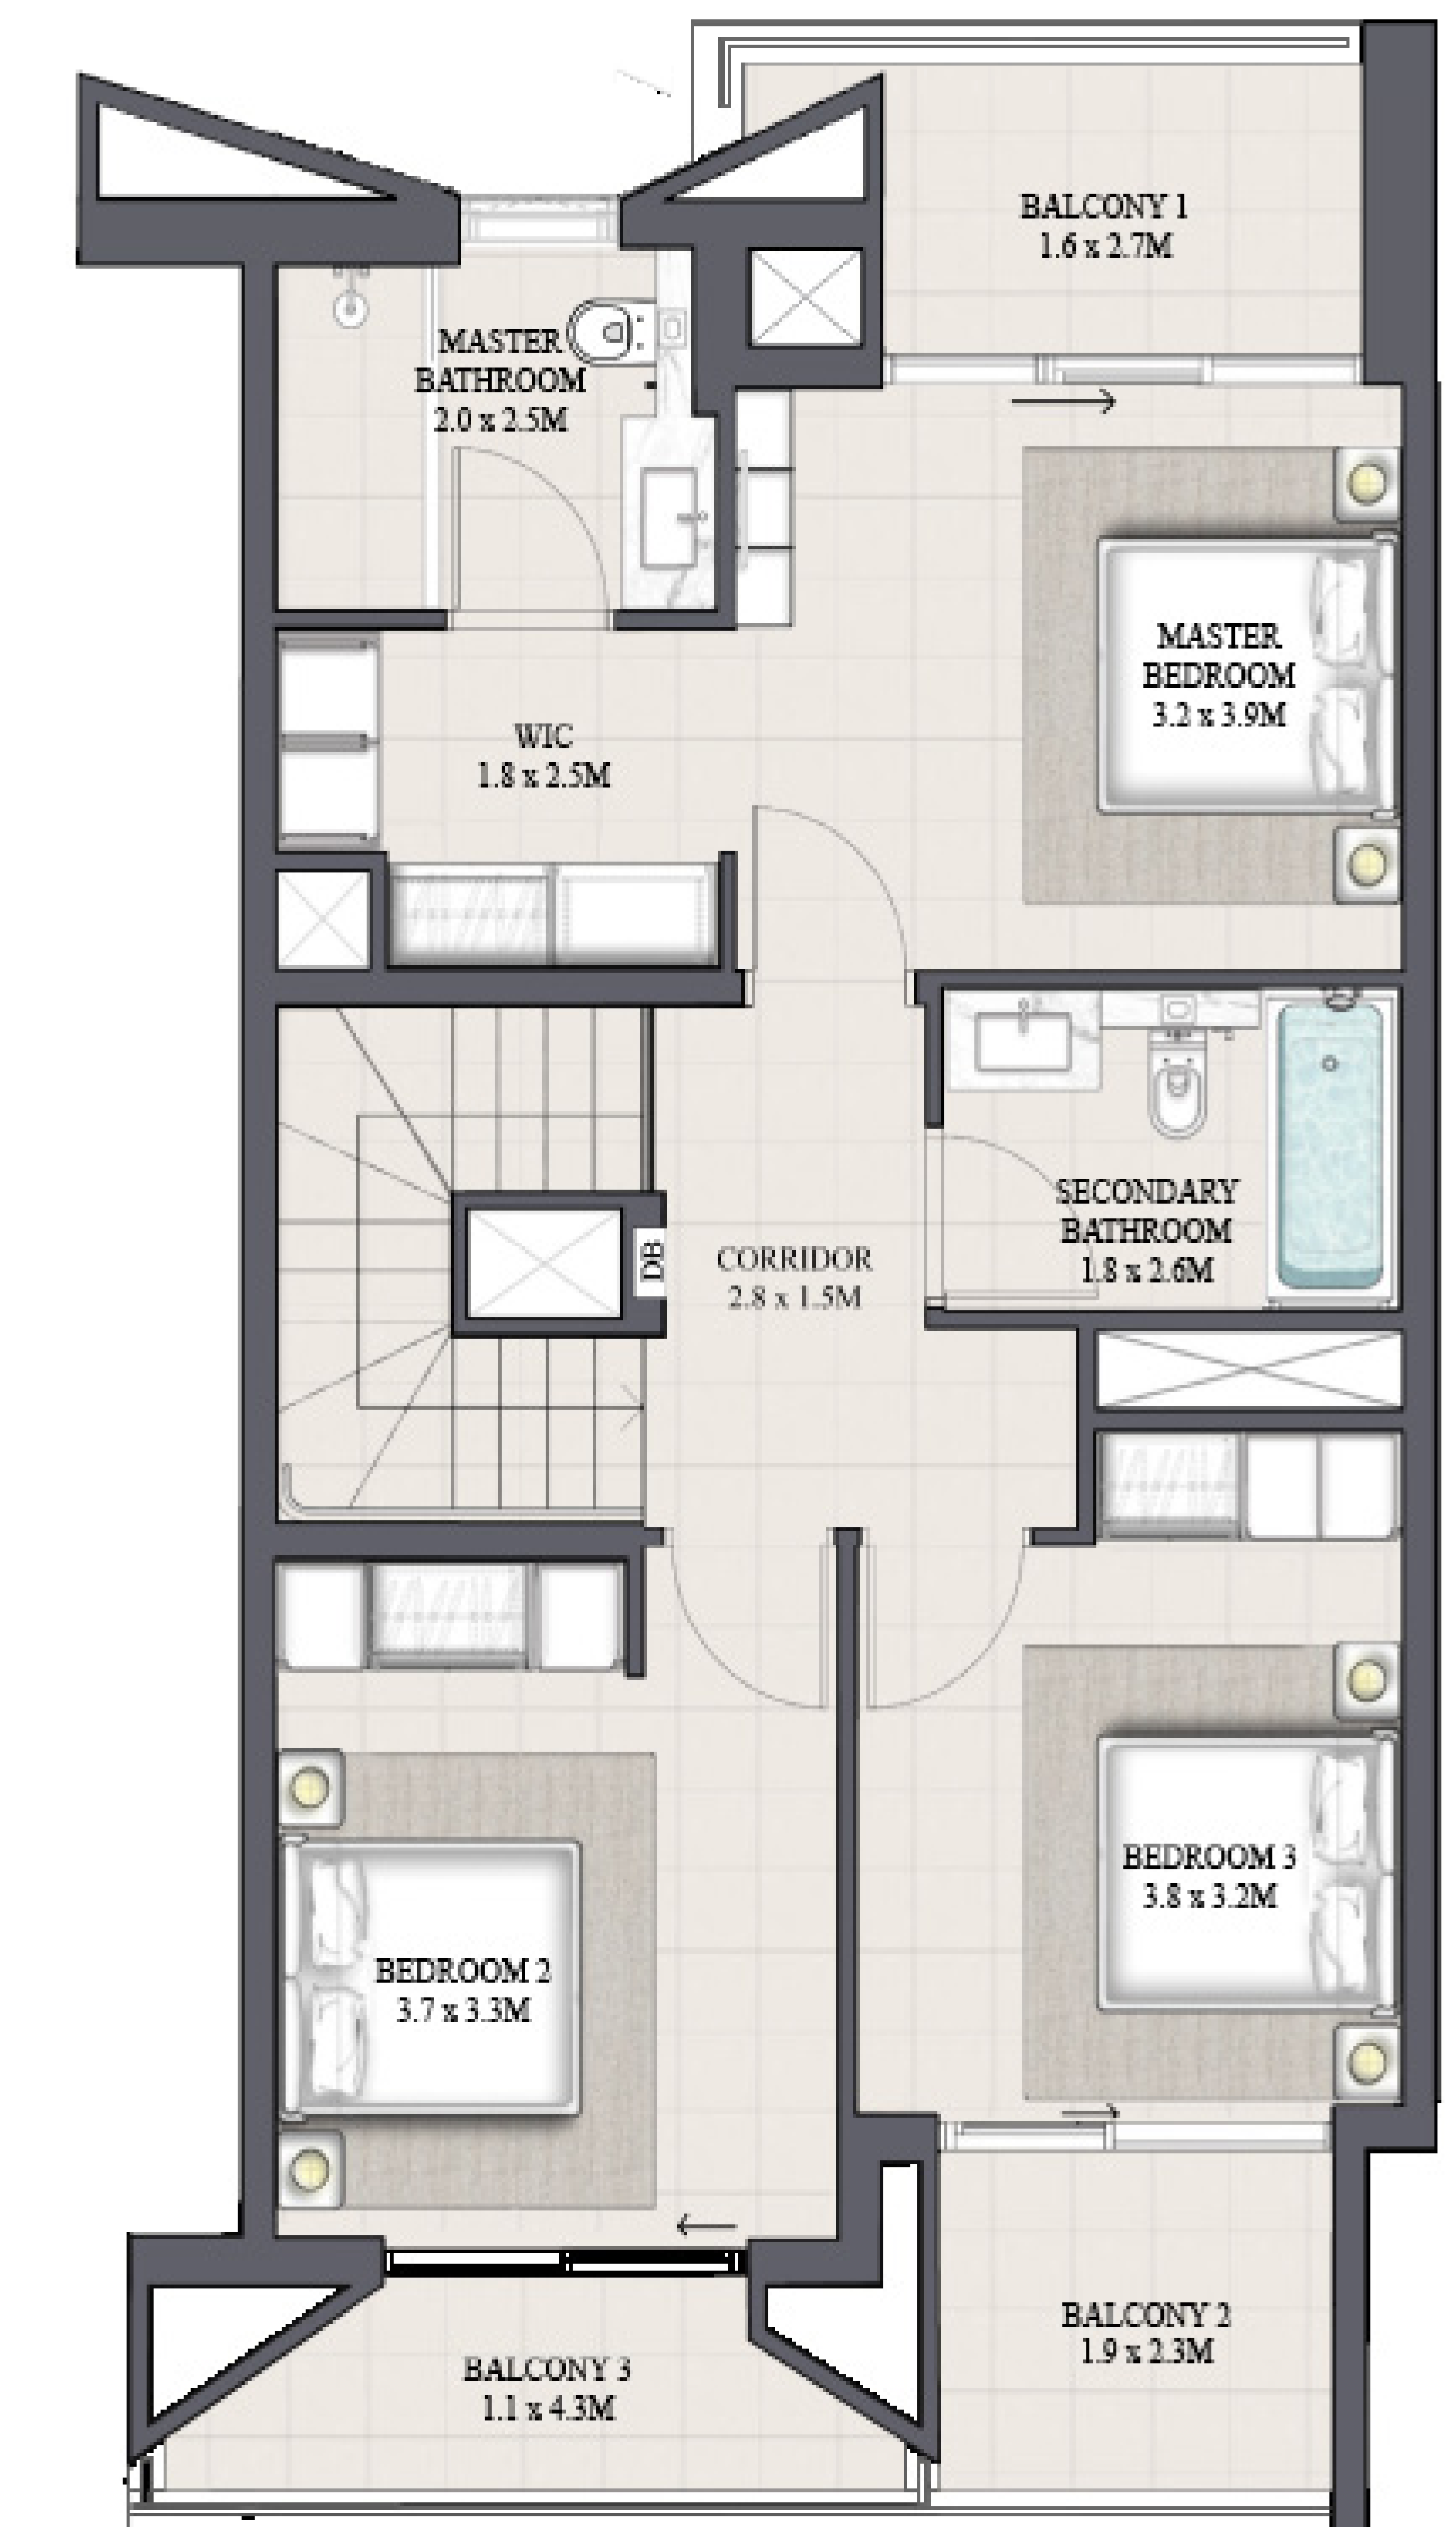 BALCONY 1
1.6 x 2.7M
MASTER
BATHROOM
2.0 x 2.5M
MASTER
BEDROOM
3.2 x 3.9M
WIC
1.8 x 2.5M
SECONDARY
BATHROOM
1.8 x 2.6M
DB
CORRIDOR
2.8 x 1.5M
BEDROOM 3
3.8 x 3.2M
BEDROOM 2
3.7 x 3.3M
BALCONY 2
1.9 x 2.3M
BALCONY 3
1.1 x 4.3M